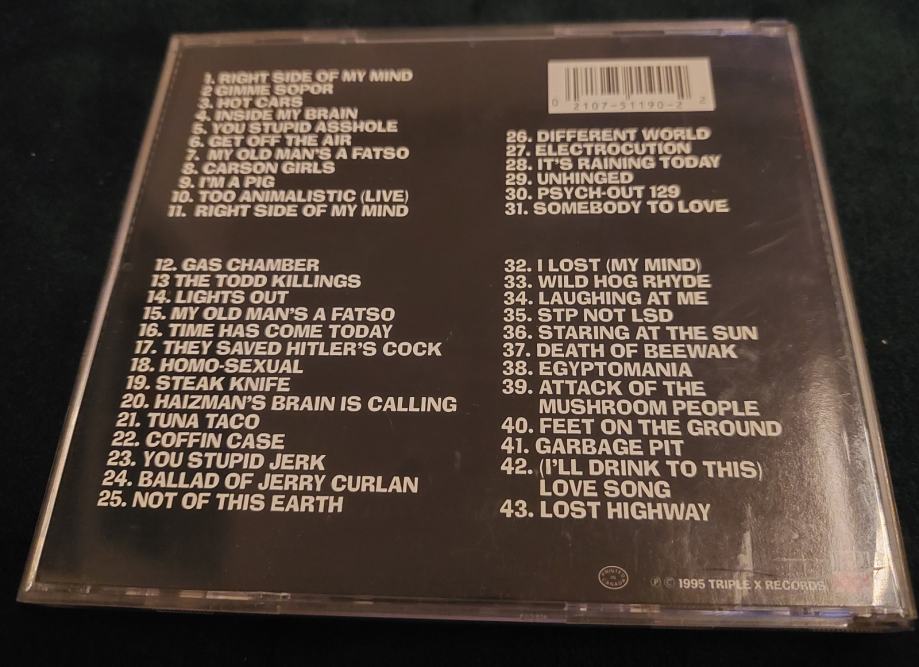 1. RIGHT SIDE OF MY MIND
2 GIMME SOPOR
3. HOT CARS
4. INSIDE MY BRAIN
5. YOU STUPID ASSHOLE
6. GET OFF THE AIR
7. MY OLD MAN'S A FATSO
8. CARSON GIRLS
9. I'M A PIG
10. TOO ANIMALISTIC (LIVE)
11. RIGHT SIDE OF MY MIND
12. GAS CHAMBER
13 THE TODD KILLINGS
14. LIGHTS OUT
15. MY OLD MAN'S A FATSO
16. TIME HAS COME TODAY
17. THEY SAVED HITLER'S COCK
18. HOMO-SEXUAL
19. STEAK KNIFE
20. HAIZMAN'S BRAIN IS CALLING
21. TUNA TACO
22. COFFIN CASE
23. YOU STUPID JERK
24. BALLAD OF JERRY CURLAN
25. NOT OF THIS EARTH
0 2107-51190-2 2
26. DIFFERENT WORLD
27. ELECTROCUTION
28. IT'S RAINING TODAY
29. UNHINGED
30. PSYCH-OUT 129
31. SOMEBODY TO LOVE
32. I LOST (MY MIND)
33. WILD HOG RHYDE
34. LAUGHING AT ME
35. STP NOT LSD
36. STARING AT THE SUN
37. DEATH OF BEEWAK
38. EGYPTOMANIA
39. ATTACK OF THE
MUSHROOM PEOPLE
40. FEET ON THE GROUND
41. GARBAGE PIT
42. (I'LL DRINK TO THIS)
LOVE SONG
43. LOST HIGHWAY
PRINTED
IN
CANADA
℗ © 1995 TRIPLE X RECORDS